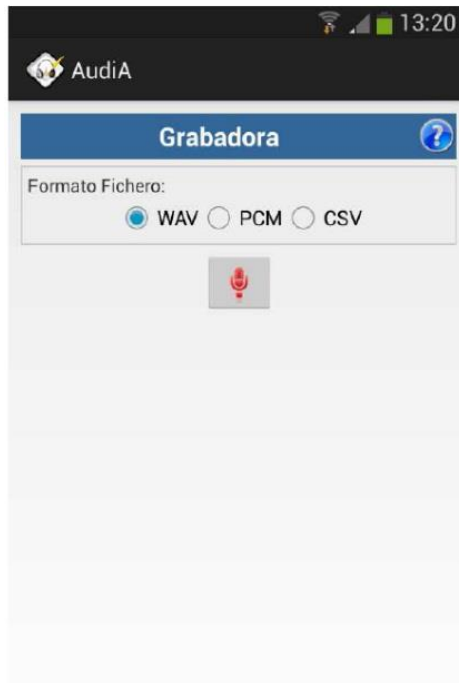 13:20
AudiA
Grabadora
?
Formato Fichero:
WAV PCM CSV